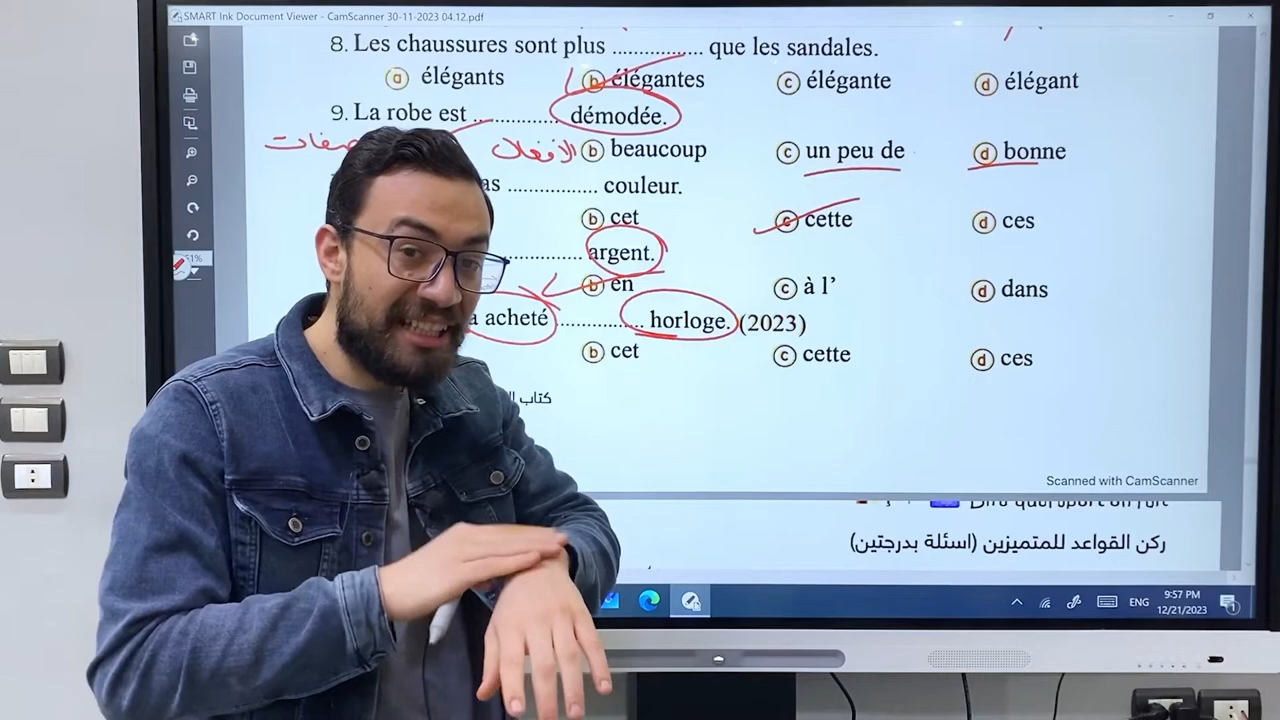 SMART Ink Document Viewer - CamScanner 30-11-2023 04.12.pdf
8. Les chaussures sont plus ................ que les sandales.
a élégants b élégantes c élégante d élégant
9. La robe est ................ démodée.
صفات الأفعال b beaucoup c un peu de d bonne
as ................ couleur.
b cet c cette d ces
................ argent.
b en c à l' d dans
a acheté ................ horloge. (2023)
b cet c cette d ces
كتاب
Scanned with CamScanner
ركن القواعد للمتميزين (اسئلة بدرجتين)
ENG 9:57 PM
12/21/2023